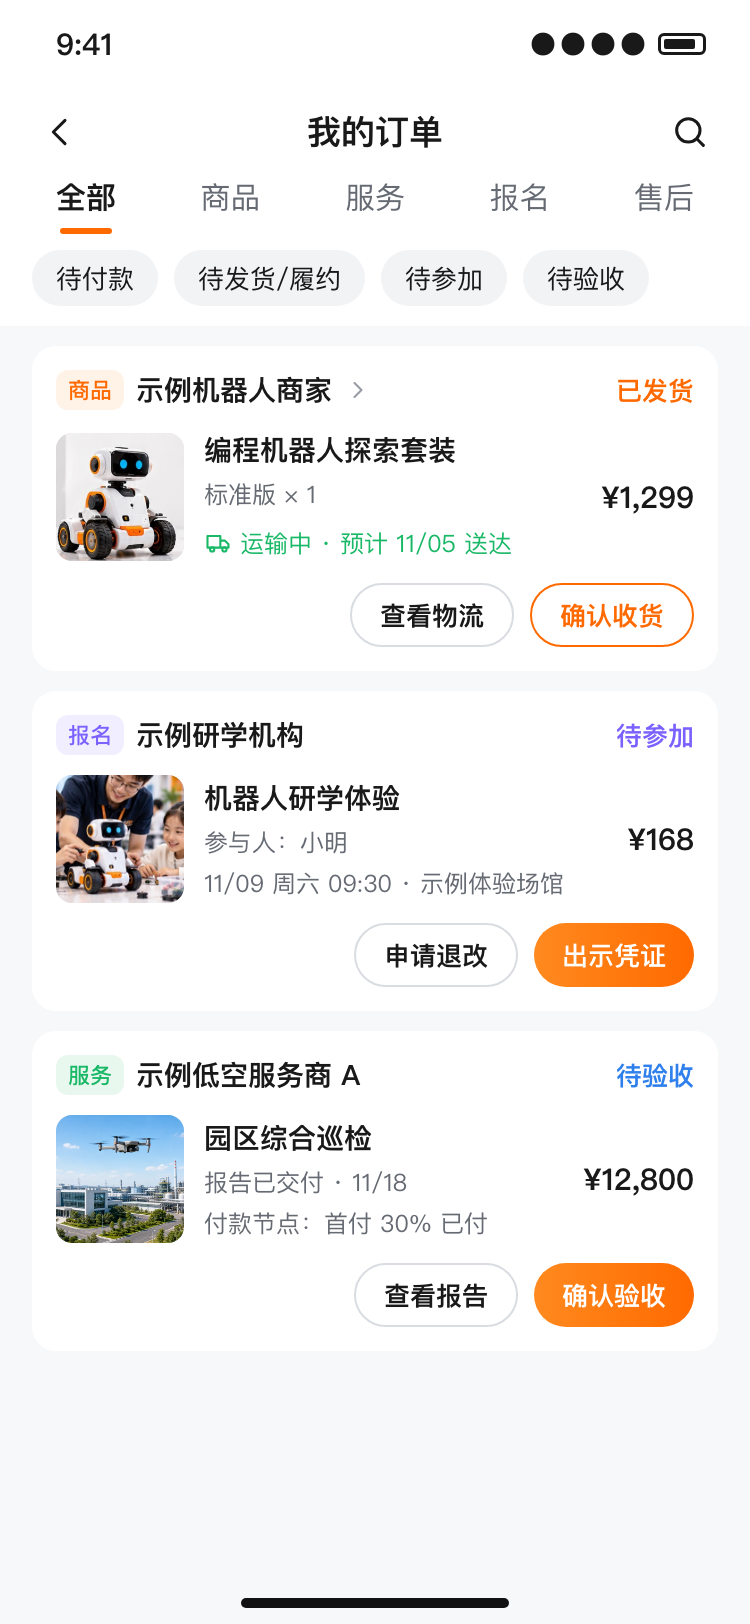 9:41
我的订单
全部 商品 服务 报名 售后
待付款 待发货/履约 待参加 待验收
商品 示例机器人商家 已发货
编程机器人探索套装
标准版 × 1 ¥1,299
运输中 · 预计 11/05 送达
查看物流 确认收货
报名 示例研学机构 待参加
机器人研学体验
参与人：小明 ¥168
11/09 周六 09:30 · 示例体验场馆
申请退改 出示凭证
服务 示例低空服务商 A 待验收
园区综合巡检
报告已交付 · 11/18 ¥12,800
付款节点：首付 30% 已付
查看报告 确认验收